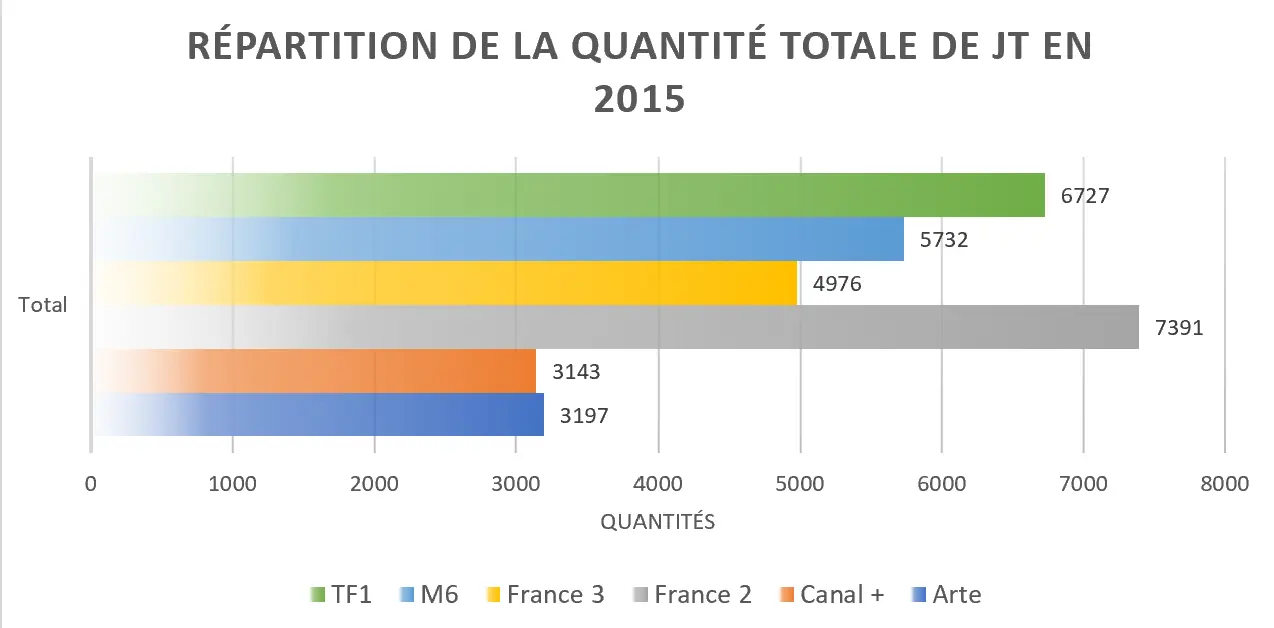 RÉPARTITION DE LA QUANTITÉ TOTALE DE JT EN
2015
6727
5732
4976
Total
7391
3143
3197
0 1000 2000 3000 4000 5000 6000 7000 8000
QUANTITÉS
TF1 M6 France 3 France 2 Canal + Arte